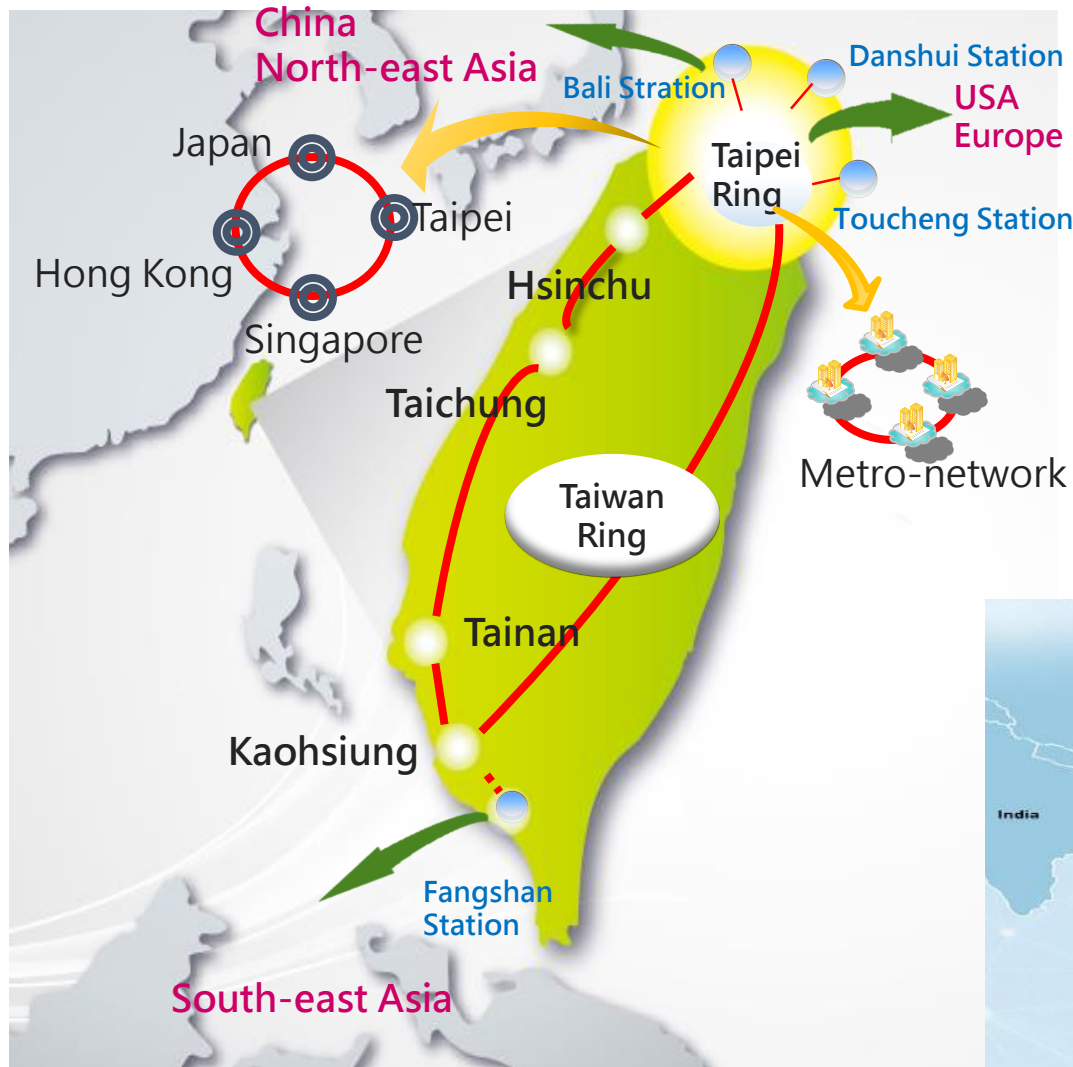 China
North-east Asia
Danshui Station
Bali Stration
USA
Europe
Japan
Taipei
Ring
Taipei
Toucheng Station
Hong Kong
Hsinchu
Singapore
Taichung
Metro-network
Taiwan
Ring
Tainan
Kaohsiung
India
Fangshan
Station
South-east Asia